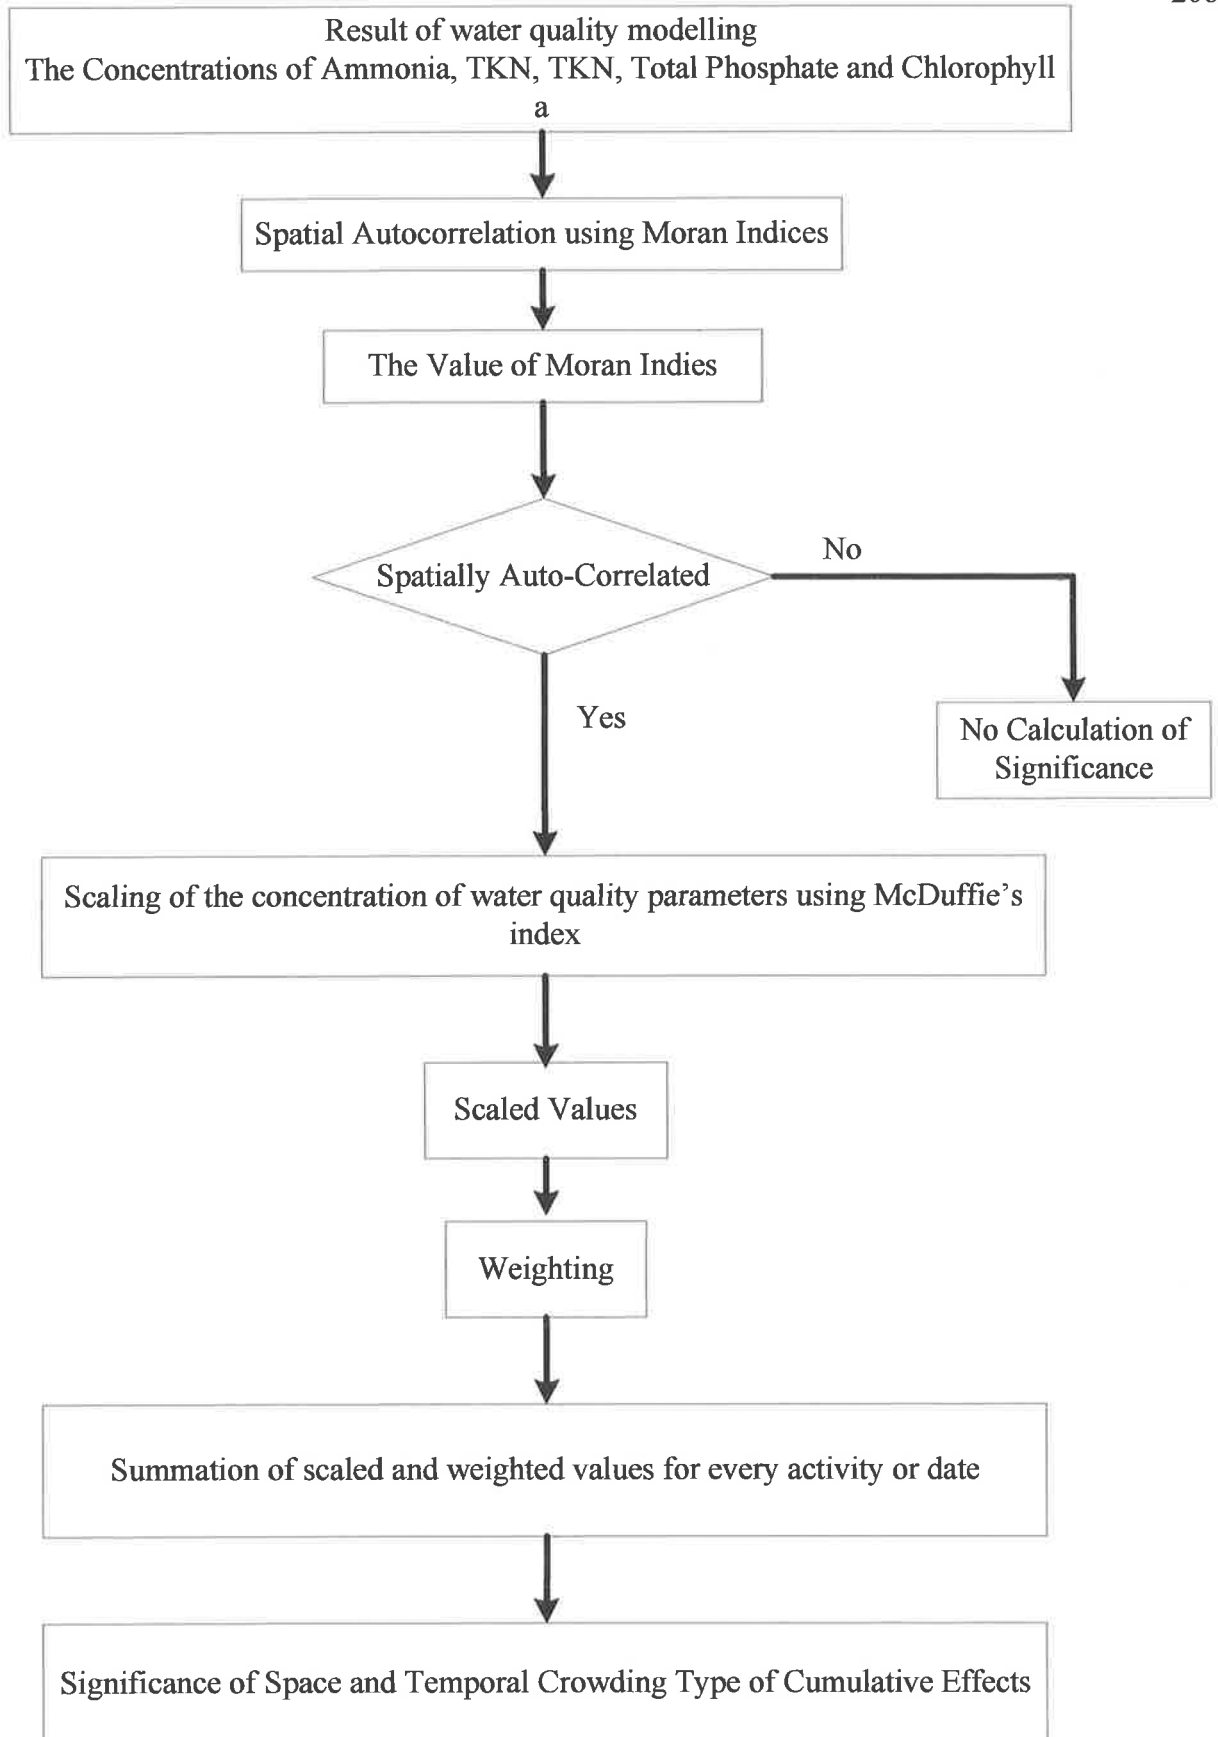 Result of water quality modelling
The Concentrations of Ammonia, TKN, TKN, Total Phosphate and Chlorophyll
a
Spatial Autocorrelation using Moran Indices
The Value of Moran Indies
Spatially Auto-Correlated
No
Yes
No Calculation of
Significance
Scaling of the concentration of water quality parameters using McDuffie's
index
Scaled Values
Weighting
Summation of scaled and weighted values for every activity or date
Significance of Space and Temporal Crowding Type of Cumulative Effects